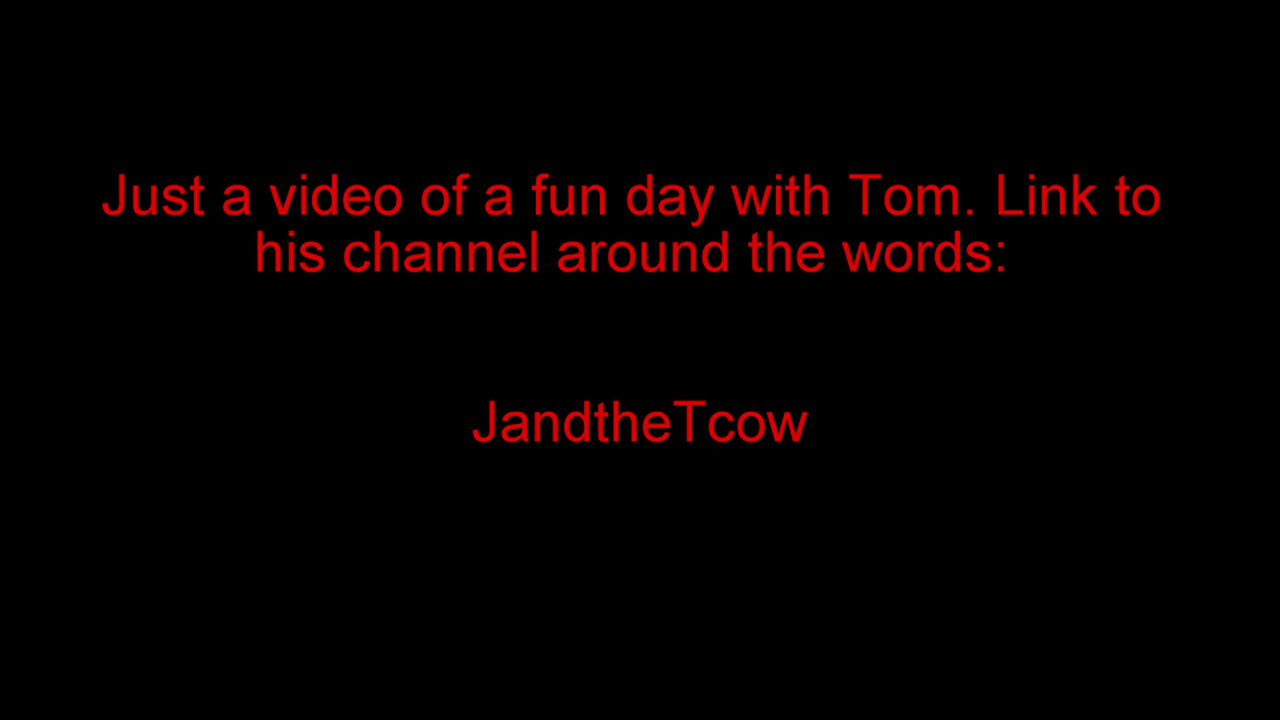 Just a video of a fun day with Tom. Link to
his channel around the words:
JandtheTcow